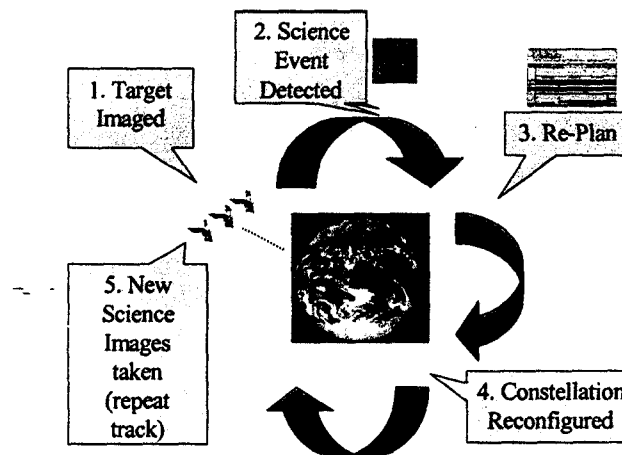 1. Target
Imaged
2. Science
Event
Detected
3. Re-Plan
4. Constellation
Reconfigured
5. New
Science
Images
taken
(repeat
track)